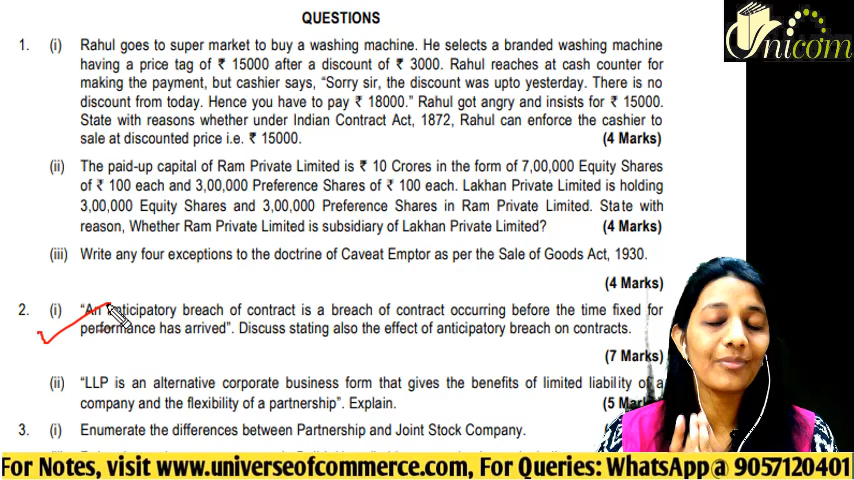 QUESTIONS
1. (i) Rahul goes to super market to buy a washing machine. He selects a branded washing machine
having a price tag of ₹ 15000 after a discount of ₹ 3000. Rahul reaches at cash counter for
making the payment, but cashier says, “Sorry sir, the discount was upto yesterday. There is no
discount from today. Hence you have to pay ₹ 18000.” Rahul got angry and insists for ₹ 15000.
State with reasons whether under Indian Contract Act, 1872, Rahul can enforce the cashier to
sale at discounted price i.e. ₹ 15000. (4 Marks)
(ii) The paid-up capital of Ram Private Limited is ₹ 10 Crores in the form of 7,00,000 Equity Shares
of ₹ 100 each and 3,00,000 Preference Shares of ₹ 100 each. Lakhan Private Limited is holding
3,00,000 Equity Shares and 3,00,000 Preference Shares in Ram Private Limited. State with
reason, Whether Ram Private Limited is subsidiary of Lakhan Private Limited? (4 Marks)
(iii) Write any four exceptions to the doctrine of Caveat Emptor as per the Sale of Goods Act, 1930.
(4 Marks)
2. (i) “An Anticipatory breach of contract is a breach of contract occurring before the time fixed for
performance has arrived”. Discuss stating also the effect of anticipatory breach on contracts.
(7 Marks)
(ii) “LLP is an alternative corporate business form that gives the benefits of limited liability of a
company and the flexibility of a partnership”. Explain. (5 Marks)
3. (i) Enumerate the differences between Partnership and Joint Stock Company.
Unicom
For Notes, visit www.universeofcommerce.com, For Queries: WhatsApp@ 9057120401